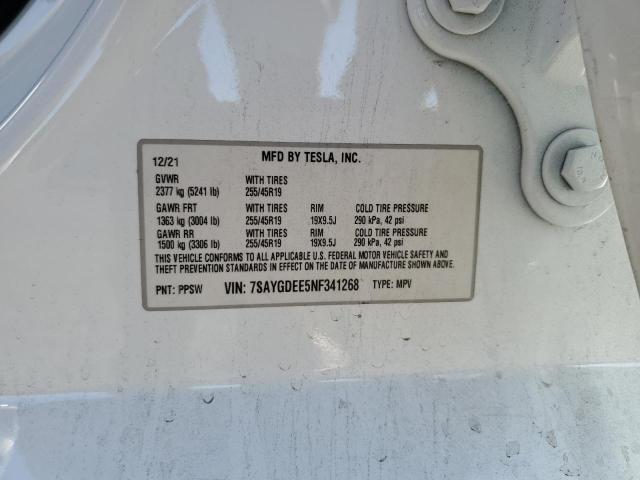 12/21 MFD BY TESLA, INC.
GVWR WITH TIRES
2377 kg (5241 lb) 255/45R19
GAWR FRT WITH TIRES RIM COLD TIRE PRESSURE
1363 kg (3004 lb) 255/45R19 19X9.5J 290 kPa, 42 psi
GAWR RR WITH TIRES RIM COLD TIRE PRESSURE
1500 kg (3306 lb) 255/45R19 19X9.5J 290 kPa, 42 psi
THIS VEHICLE CONFORMS TO ALL APPLICABLE U.S. FEDERAL MOTOR VEHICLE SAFETY AND
THEFT PREVENTION STANDARDS IN EFFECT ON THE DATE OF MANUFACTURE SHOWN ABOVE.
PNT: PPSW VIN: 7SAYGDEE5NF341268 TYPE: MPV